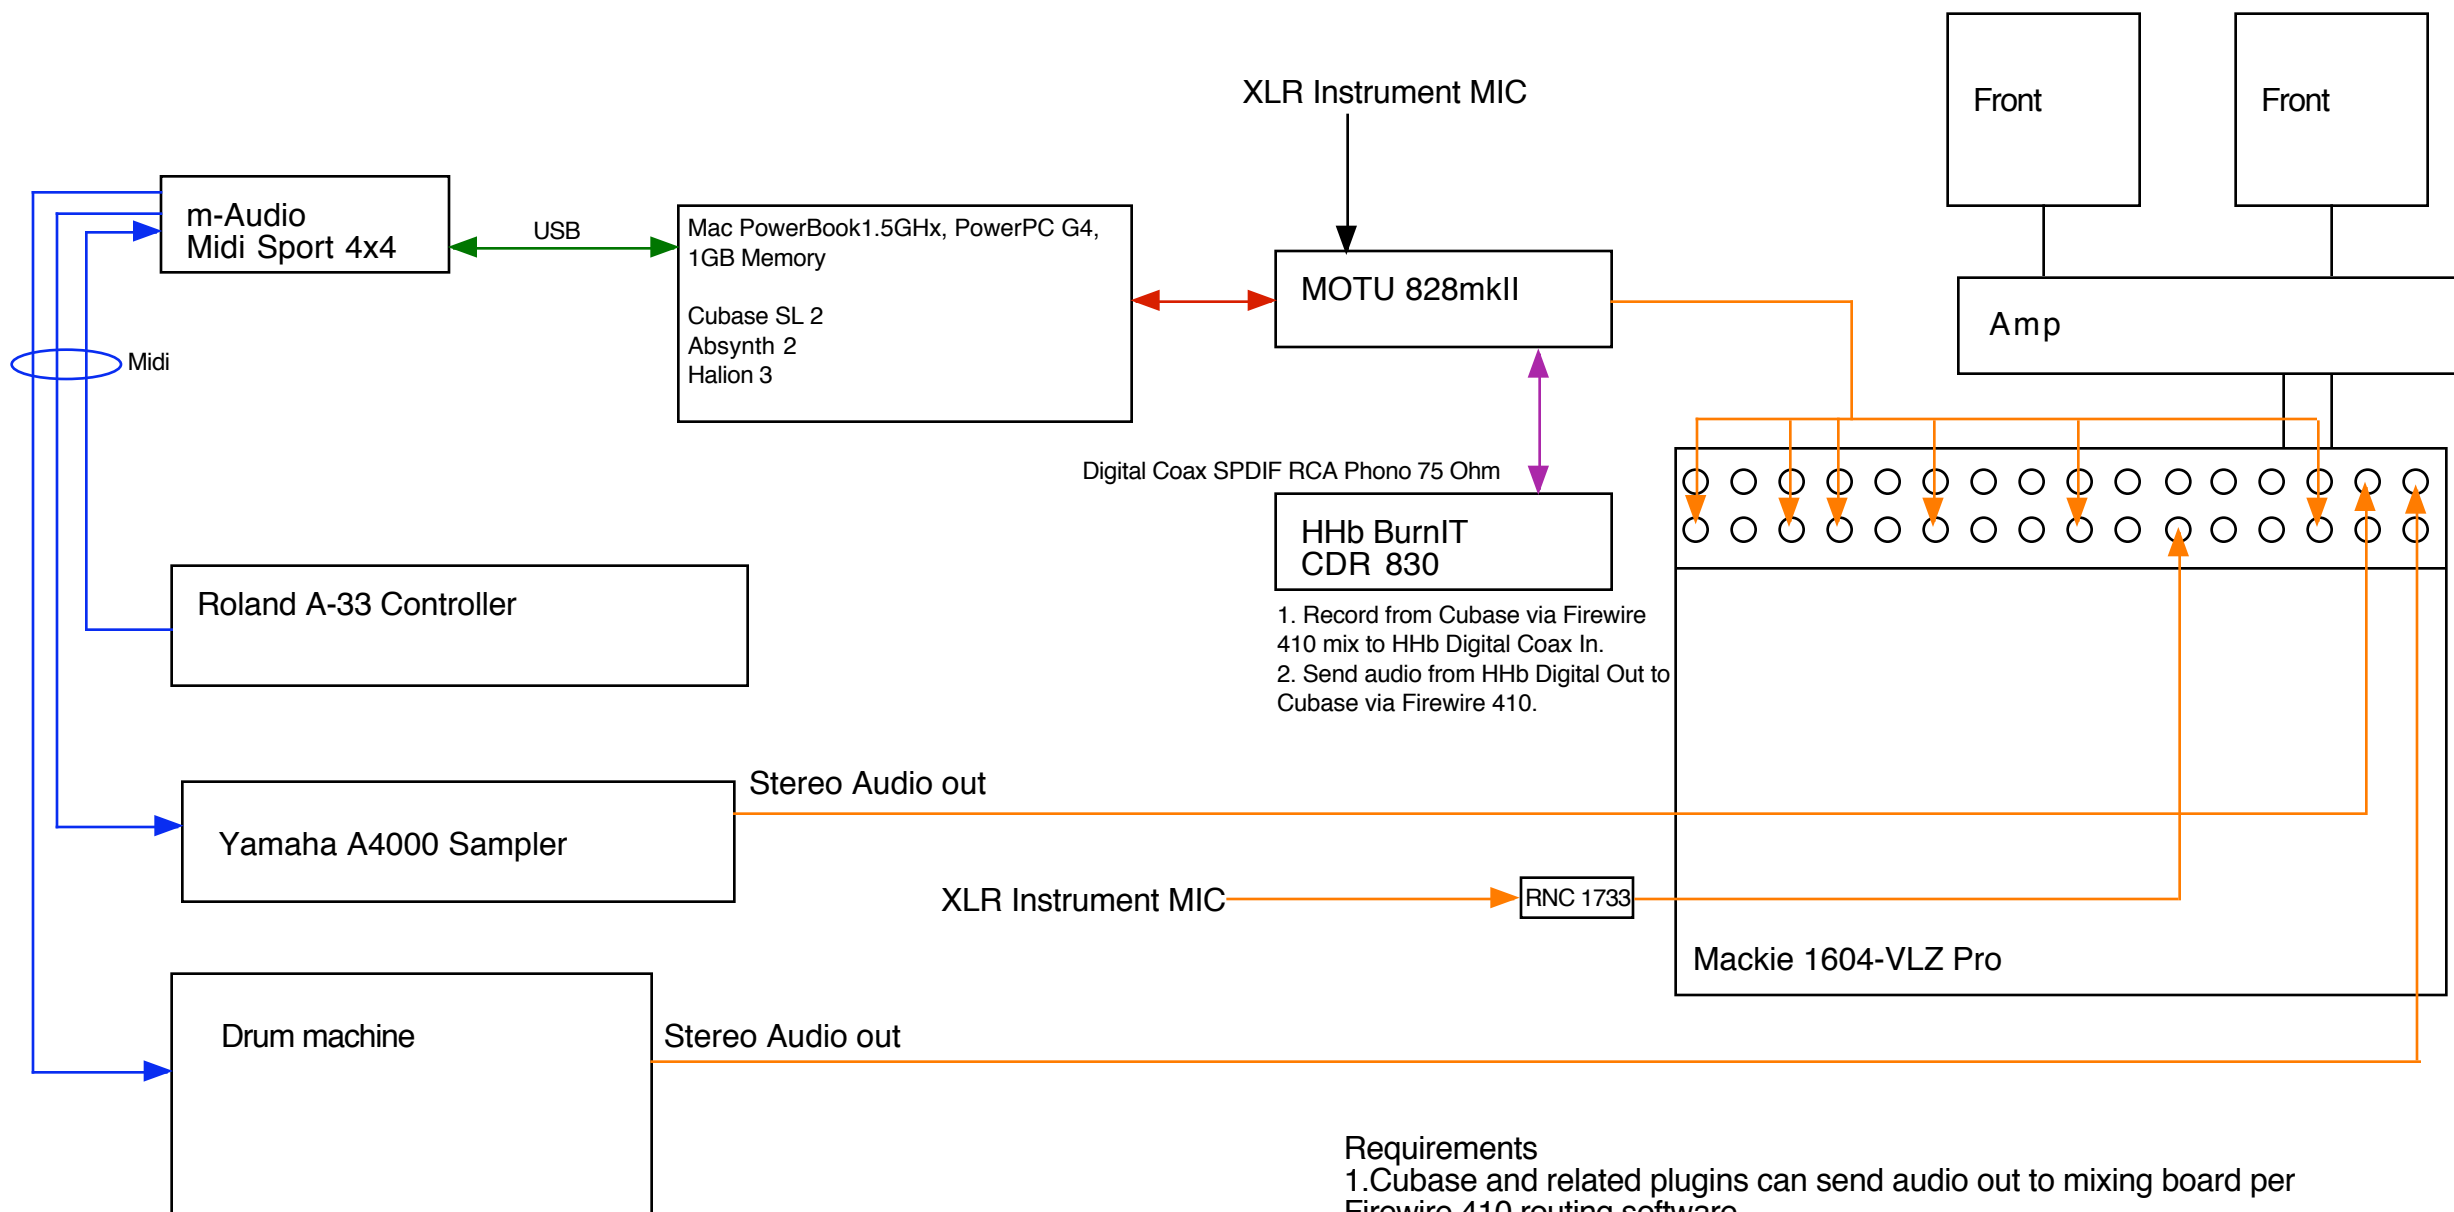 XLR Instrument MIC
Front
Front
m-Audio
Midi Sport 4x4
USB
Mac PowerBook1.5GHx, PowerPC G4,
1GB Memory
Cubase SL 2
Absynth 2
Halion 3
MOTU 828mkII
Amp
Midi
Digital Coax SPDIF RCA Phono 75 Ohm
HHb BurnIT
CDR 830
1. Record from Cubase via Firewire
410 mix to HHb Digital Coax In.
2. Send audio from HHb Digital Out to
Cubase via Firewire 410.
Roland A-33 Controller
Stereo Audio out
Yamaha A4000 Sampler
XLR Instrument MIC
RNC 1733
Mackie 1604-VLZ Pro
Drum machine
Stereo Audio out
Requirements
1.Cubase and related plugins can send audio out to mixing board per
Firewire 410 routing software